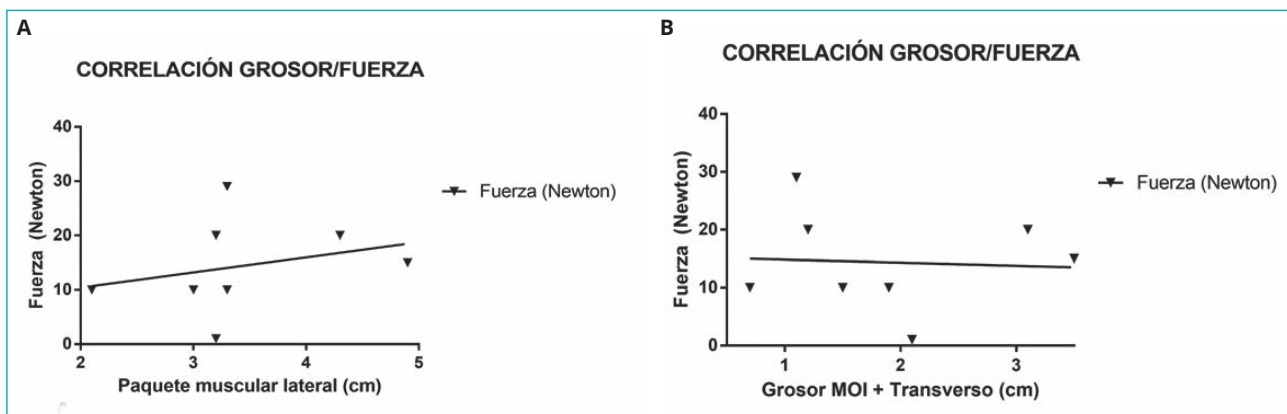 A
CORRELACIÓN GROSOR/FUERZA
40
30
20
10
0
Fuerza (Newton)
2
3
4
5
Paquete muscular lateral (cm)
Fuerza (Newton)
B
CORRELACIÓN GROSOR/FUERZA
40
30
20
10
0
Fuerza (Newton)
1
2
3
Grosor MOI + Transverso (cm)
Fuerza (Newton)